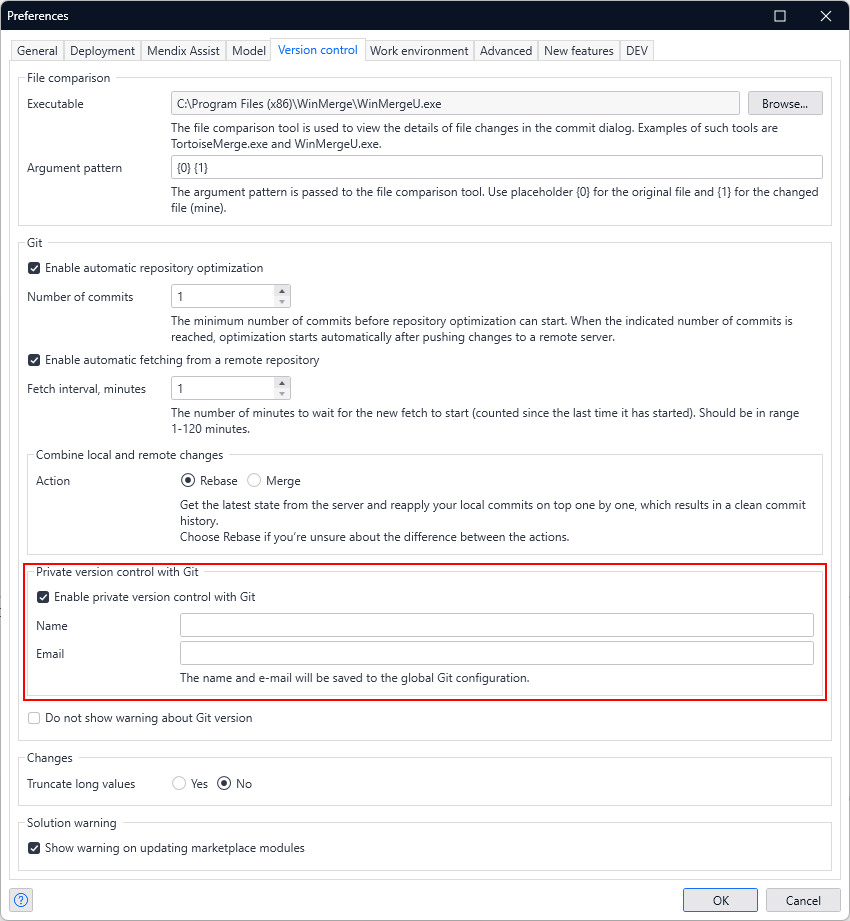 Preferences
General Deployment Mendix Assist Model Version control Work environment Advanced New features DEV
File comparison
Executable C:\Program Files (x86)\WinMerge\WinMergeU.exe Browse...
The file comparison tool is used to view the details of file changes in the commit dialog. Examples of such tools are
TortoiseMerge.exe and WinMergeU.exe.
Argument pattern {0} {1}
The argument pattern is passed to the file comparison tool. Use placeholder {0} for the original file and {1} for the changed
file (mine).
Git
Enable automatic repository optimization
Number of commits 1
The minimum number of commits before repository optimization can start. When the indicated number of commits is
reached, optimization starts automatically after pushing changes to a remote server.
Enable automatic fetching from a remote repository
Fetch interval, minutes 1
The number of minutes to wait for the new fetch to start (counted since the last time it has started). Should be in range
1-120 minutes.
Combine local and remote changes
Action Rebase Merge
Get the latest state from the server and reapply your local commits on top one by one, which results in a clean commit
history.
Choose Rebase if you're unsure about the difference between the actions.
Private version control with Git
Enable private version control with Git
Name
Email
The name and e-mail will be saved to the global Git configuration.
Do not show warning about Git version
Changes
Truncate long values Yes No
Solution warning
Show warning on updating marketplace modules
? OK Cancel